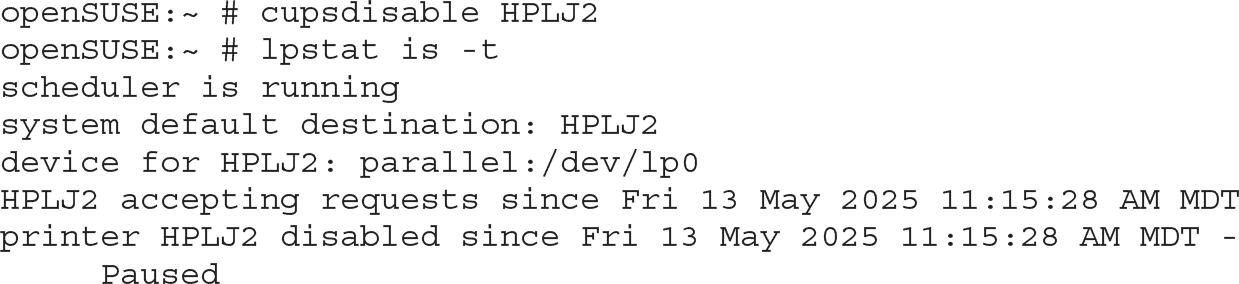 openSUSE:~ # cupsdisable HPLJ2
openSUSE:~ # lpstat is -t
scheduler is running
system default destination: HPLJ2
device for HPLJ2: parallel:/dev/lp0
HPLJ2 accepting requests since Fri 13 May 2025 11:15:28 AM MDT
printer HPLJ2 disabled since Fri 13 May 2025 11:15:28 AM MDT -
Paused